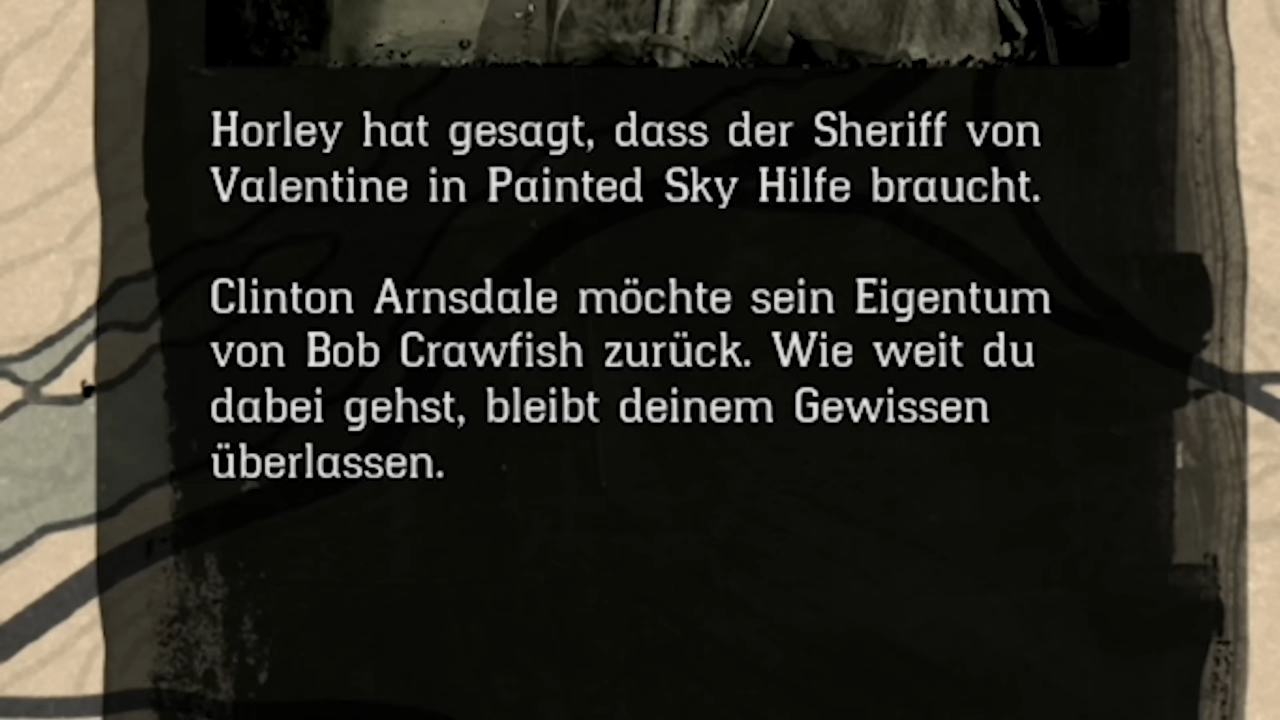 Horley hat gesagt, dass der Sheriff von
Valentine in Painted Sky Hilfe braucht.
Clinton Arnsdale möchte sein Eigentum
von Bob Crawfish zurück. Wie weit du
dabei gehst, bleibt deinem Gewissen
überlassen.